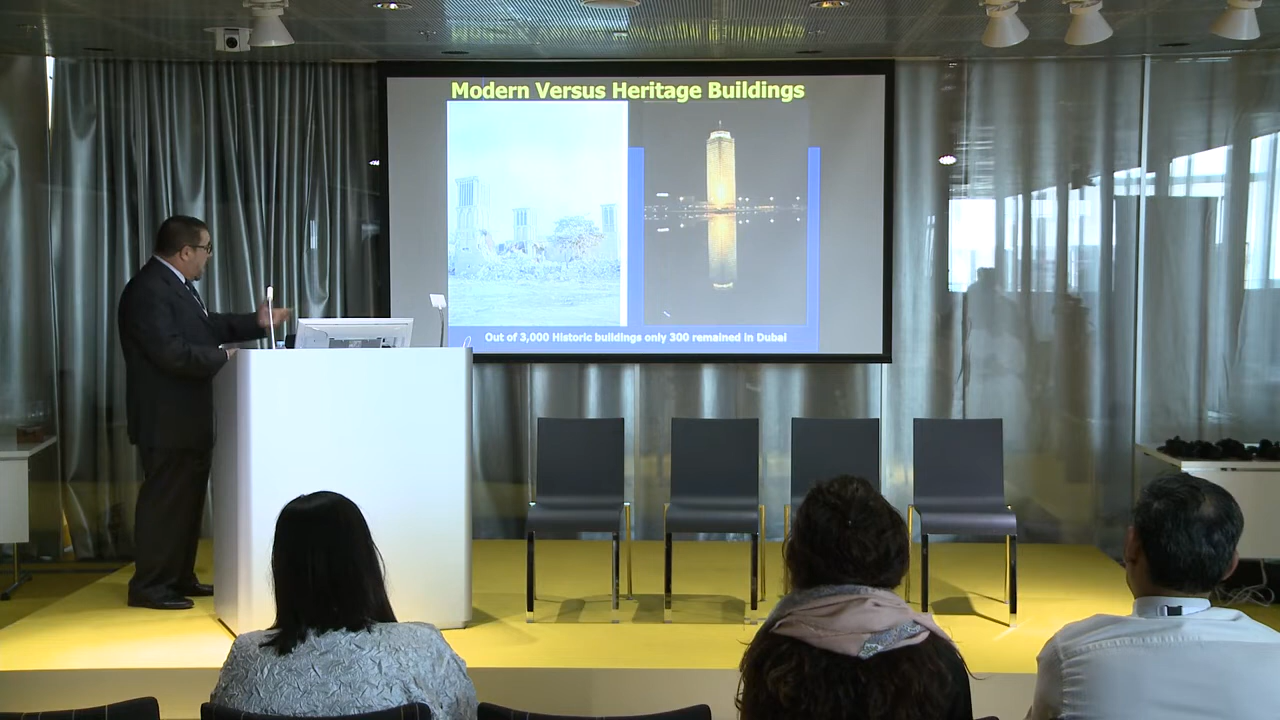 Modern Versus Heritage Buildings
Out of 3,000 Historic buildings only 300 remained in Dubai